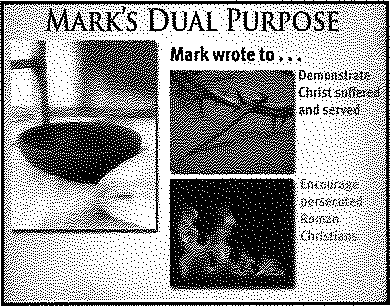 MARK'S DUAL PURPOSE
Mark wrote to . . .
Demonstrate
Christ suffered
and served
Encourage
persecuted
Roman
Christians